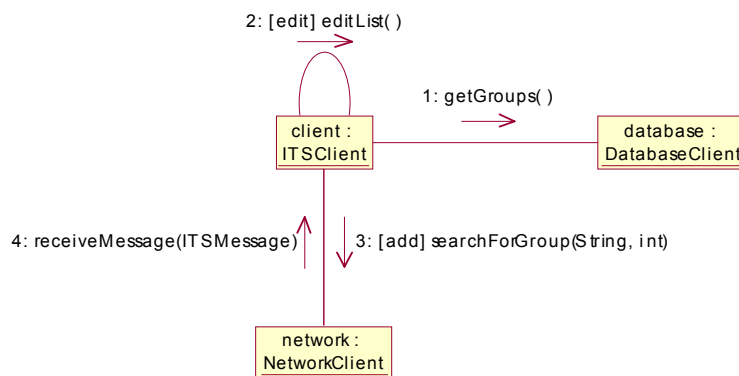 2: [edit] editList( )
1: getGroups( )
client :
ITSClient
database :
DatabaseClient
4: receiveMessage(ITSMessage)
3: [add] searchForGroup(String, int)
network :
NetworkClient